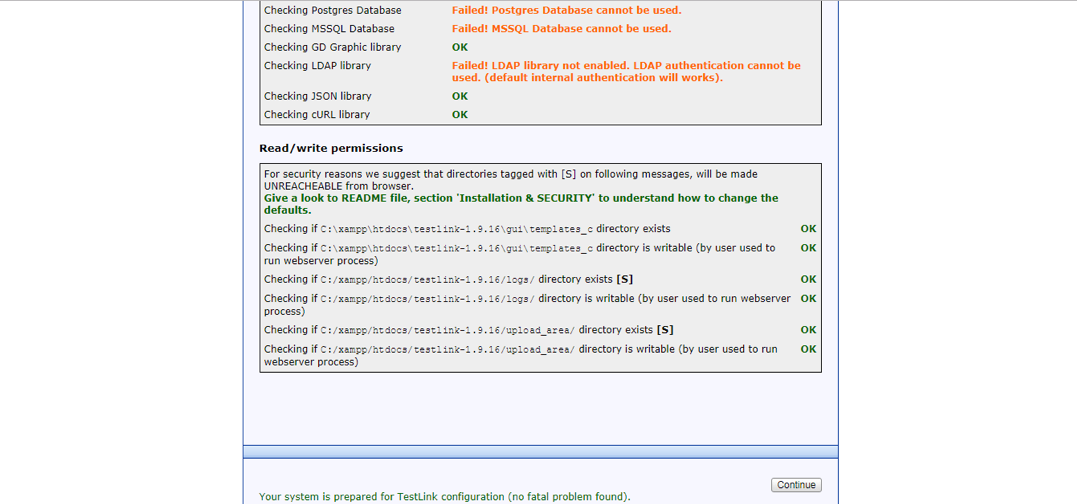 Checking Postgres Database Failed! Postgres Database cannot be used.
Checking MSSQL Database Failed! MSSQL Database cannot be used.
Checking GD Graphic library OK
Checking LDAP library Failed! LDAP library not enabled. LDAP authentication cannot be
used. (default internal authentication will works).
Checking JSON library OK
Checking cURL library OK
Read/write permissions
For security reasons we suggest that directories tagged with [S] on following messages, will be made
UNREACHEABLE from browser.
Give a look to README file, section 'Installation & SECURITY' to understand how to change the
defaults.
Checking if C:\xampp\htdocs\testlink-1.9.16\gui\templates_c directory exists OK
Checking if C:\xampp\htdocs\testlink-1.9.16\gui\templates_c directory is writable (by user used to OK
run webserver process)
Checking if C:/xampp/htdocs/testlink-1.9.16/logs/ directory exists [S] OK
Checking if C:/xampp/htdocs/testlink-1.9.16/logs/ directory is writable (by user used to run webserver OK
process)
Checking if C:/xampp/htdocs/testlink-1.9.16/upload_area/ directory exists [S] OK
Checking if C:/xampp/htdocs/testlink-1.9.16/upload_area/ directory is writable (by user used to run OK
webserver process)
Continue
Your system is prepared for TestLink configuration (no fatal problem found).